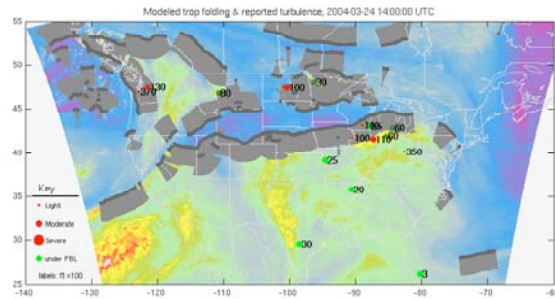 Modeled trop folding & reported turbulence, 2004-03-24 14:00:00 UTC
55
50
130
370
80
100
90
45
60
100
60
110
40
350
25
35
20
Key
Light
Moderate
30
30
Severe
under PBL
labels: ft ×100
3
25
-140 -130 -120 -110 -100 -90 -80 -70 -60